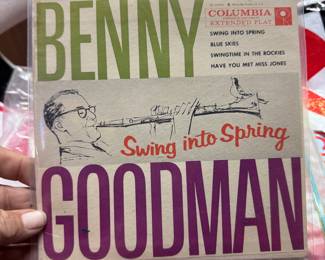 BENNY
COLUMBIA
EXTENDED PLAY
SWING INTO SPRING
BLUE SKIES
SWINGTIME IN THE ROCKIES
HAVE YOU MET MISS JONES
Swing into Spring
GOODMAN